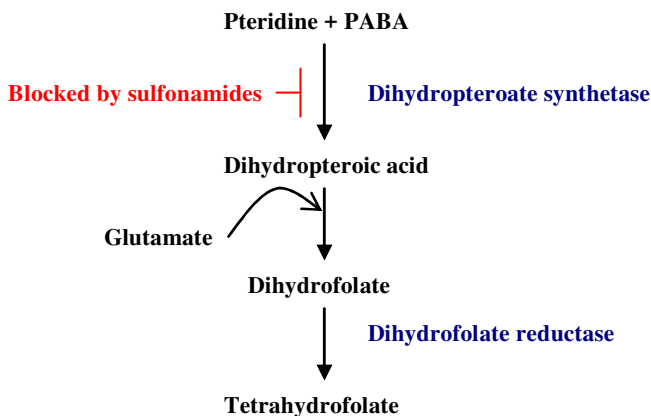 Pteridine + PABA
Blocked by sulfonamides
Dihydropteroate synthetase
Dihydropteroic acid
Glutamate
Dihydrofolate
Dihydrofolate reductase
Tetrahydrofolate